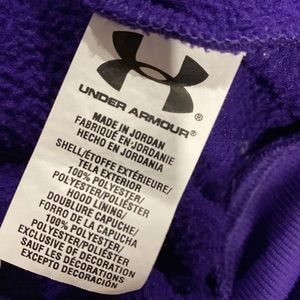 UNDER ARMOUR®
MADE IN JORDAN
FABRIQUÉ EN JORDANIE
HECHO EN JORDANIA
SHELL/ÉTOFFE EXTÉRIEURE/
TELA EXTERIOR
100% POLYESTER/
POLYESTER/POLIÉSTER
HOOD LINING/
DOUBLURE CAPUCHE/
FORRO DE LA CAPUCHA
100% POLYESTER/
POLYESTER/POLIÉSTER
EXCLUSIVE OF DECORATION
SAUF LES DÉCORATIONS
EXCEPTO DECORACIÓN